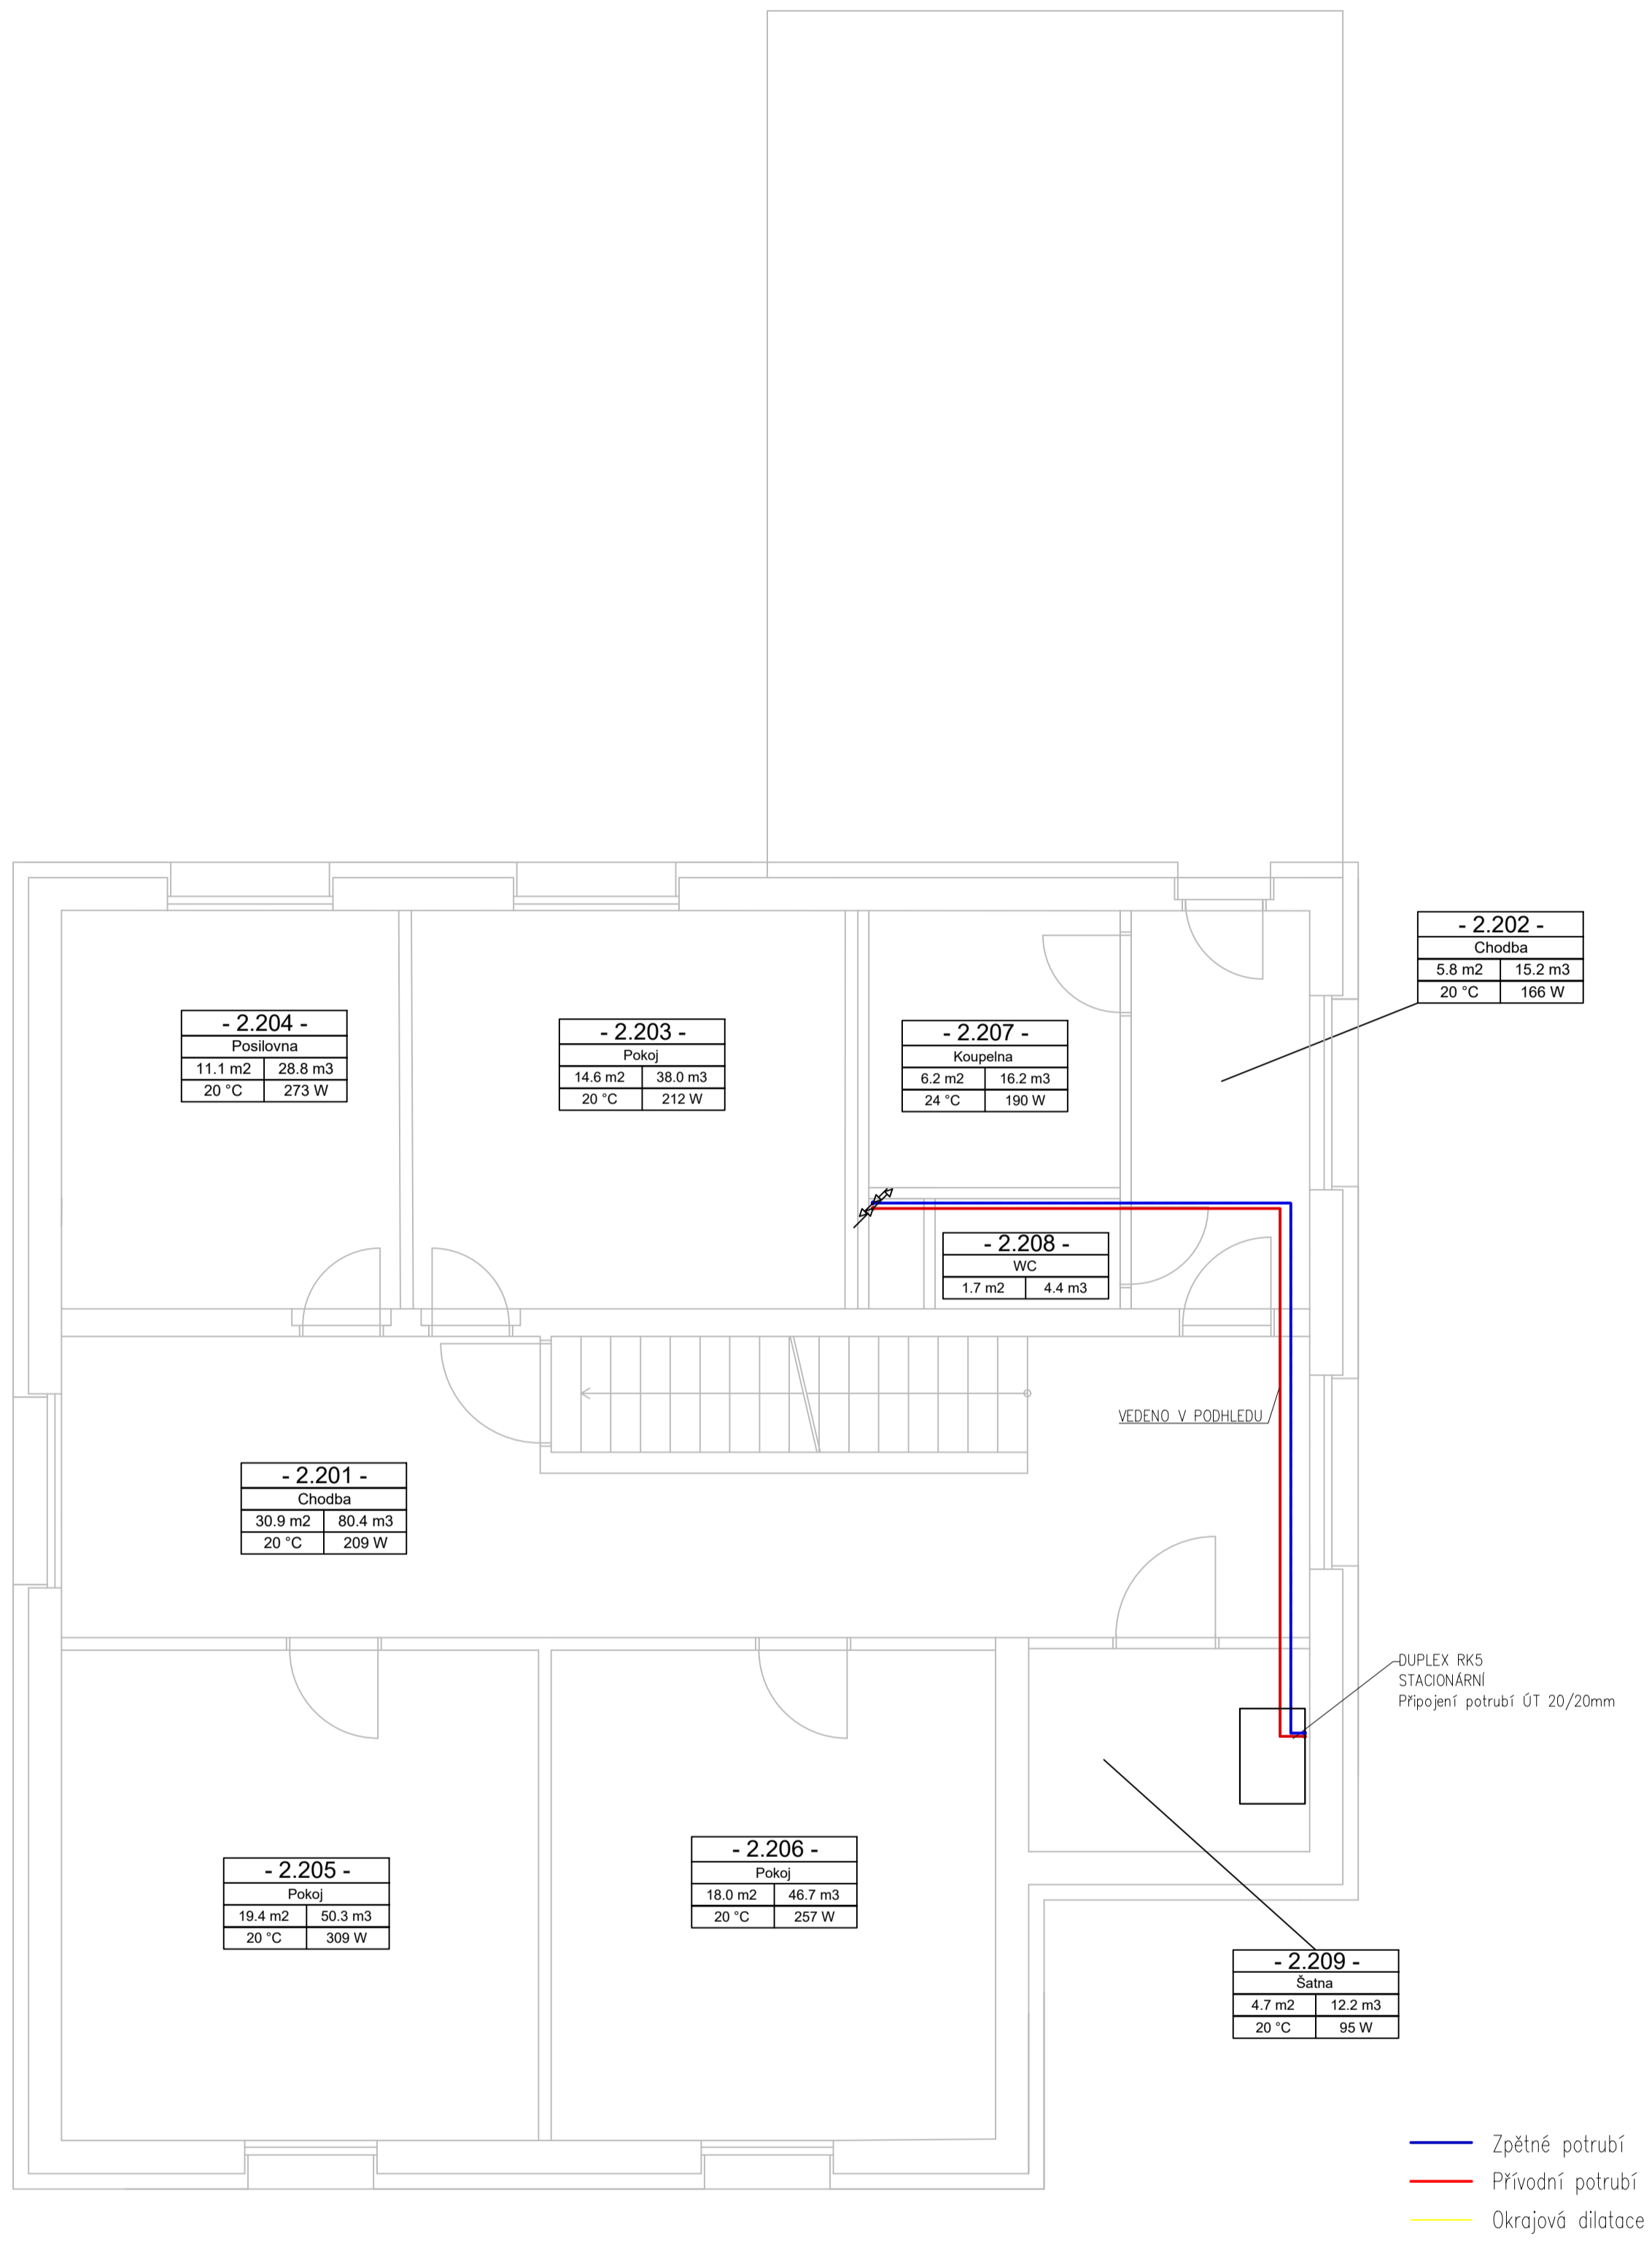 - 2.202 -
Chodba
5.8 m2 15.2 m3
20 °C 166 W
- 2.204 -
Posilovna
11.1 m2 28.8 m3
20 °C 273 W
- 2.203 -
Pokoj
14.6 m2 38.0 m3
20 °C 212 W
- 2.207 -
Koupelna
6.2 m2 16.2 m3
24 °C 190 W
- 2.208 -
WC
1.7 m2 4.4 m3
VEDENO V PODHLEDU
- 2.201 -
Chodba
30.9 m2 80.4 m3
20 °C 209 W
DUPLEX RK5
STACIONÁRNÍ
Připojení potrubí ÚT 20/20mm
- 2.205 -
Pokoj
19.4 m2 50.3 m3
20 °C 309 W
- 2.206 -
Pokoj
18.0 m2 46.7 m3
20 °C 257 W
- 2.209 -
Šatna
4.7 m2 12.2 m3
20 °C 95 W
Zpětné potrubí
Přívodní potrubí
Okrajová dilatace